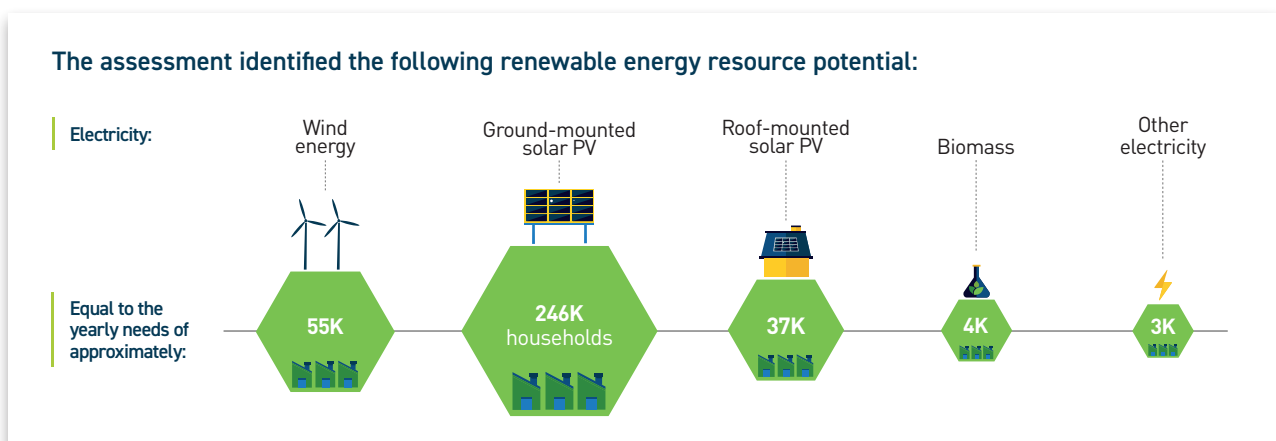 The assessment identified the following renewable energy resource potential:
Electricity:
Wind
energy
Ground-mounted
solar PV
Roof-mounted
solar PV
Biomass
Other
electricity
Equal to the
yearly needs of
approximately:
55K
246K
households
37K
4K
3K